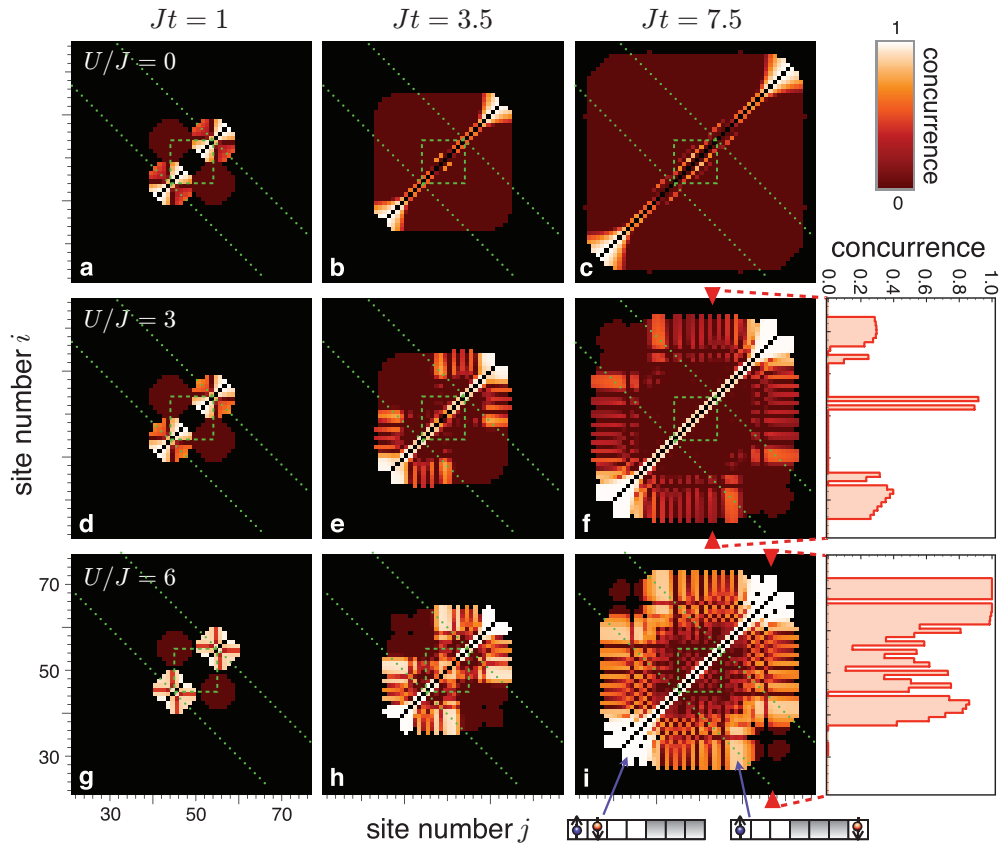 Jt = 1
Jt = 3.5
Jt = 7.5
1
concurrence
0
U/J = 0
a
b
c
concurrence
0.0 0.2 0.4 0.6 0.8 1.0
U/J = 3
d
e
f
site number i
U/J = 6
70
50
30
g
h
i
30 50 70
site number j